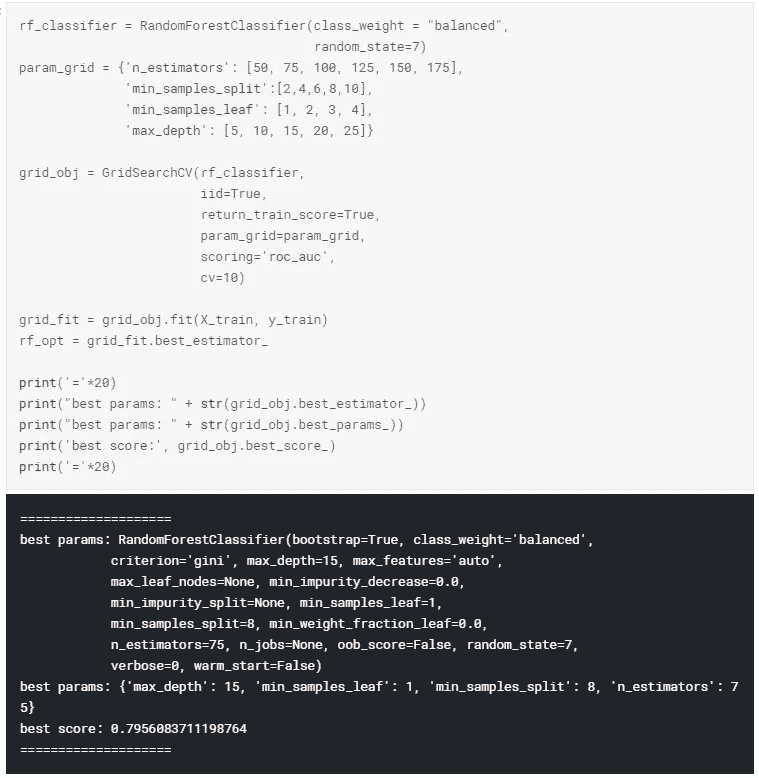 rf_classifier = RandomForestClassifier(class_weight = "balanced",
                                       random_state=7)
param_grid = {'n_estimators': [50, 75, 100, 125, 150, 175],
              'min_samples_split':[2,4,6,8,10],
              'min_samples_leaf': [1, 2, 3, 4],
              'max_depth': [5, 10, 15, 20, 25]}

grid_obj = GridSearchCV(rf_classifier,
                        iid=True,
                        return_train_score=True,
                        param_grid=param_grid,
                        scoring='roc_auc',
                        cv=10)

grid_fit = grid_obj.fit(X_train, y_train)
rf_opt = grid_fit.best_estimator_

print('='*20)
print("best params: " + str(grid_obj.best_estimator_))
print("best params: " + str(grid_obj.best_params_))
print('best score:', grid_obj.best_score_)
print('='*20)
====================
best params: RandomForestClassifier(bootstrap=True, class_weight='balanced',
            criterion='gini', max_depth=15, max_features='auto',
            max_leaf_nodes=None, min_impurity_decrease=0.0,
            min_impurity_split=None, min_samples_leaf=1,
            min_samples_split=8, min_weight_fraction_leaf=0.0,
            n_estimators=75, n_jobs=None, oob_score=False, random_state=7,
            verbose=0, warm_start=False)
best params: {'max_depth': 15, 'min_samples_leaf': 1, 'min_samples_split': 8, 'n_estimators': 7
5}
best score: 0.7956083711198764
====================